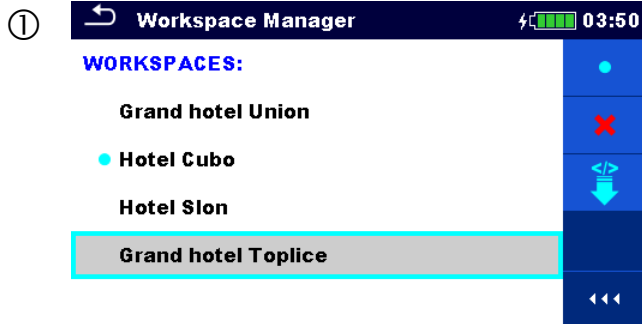 ①
Workspace Manager 03:50
WORKSPACES:
Grand hotel Union
Hotel Cubo
</>
Hotel Slon
Grand hotel Toplice